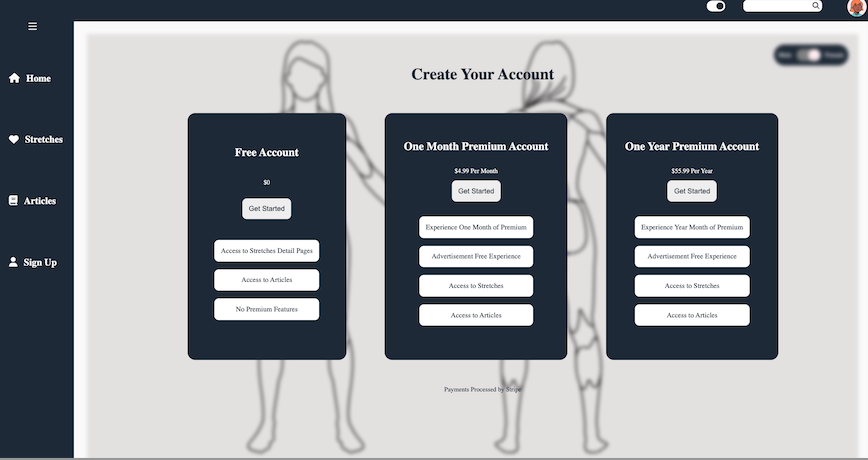 Home
Stretches
Articles
Sign Up
Create Your Account
Free Account
$0
Get Started
Access to Stretches Detail Pages
Access to Articles
No Premium Features
One Month Premium Account
$4.99 Per Month
Get Started
Experience One Month of Premium
Advertisement Free Experience
Access to Stretches
Access to Articles
One Year Premium Account
$55.99 Per Year
Get Started
Experience Year Month of Premium
Advertisement Free Experience
Access to Stretches
Access to Articles
Payments Processed by Stripe